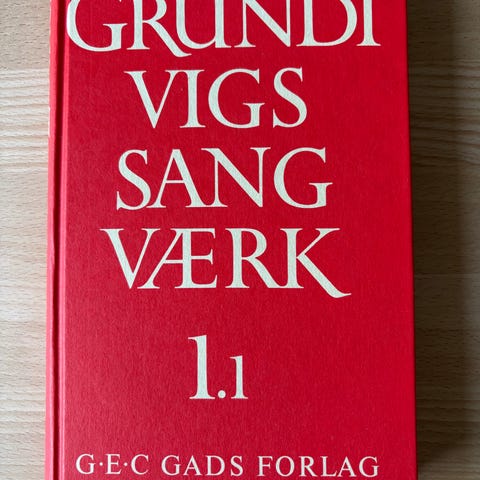 GRUNDT
VIGS
SANG
VÆRK
1.1
G·E·C GADS FORLAG